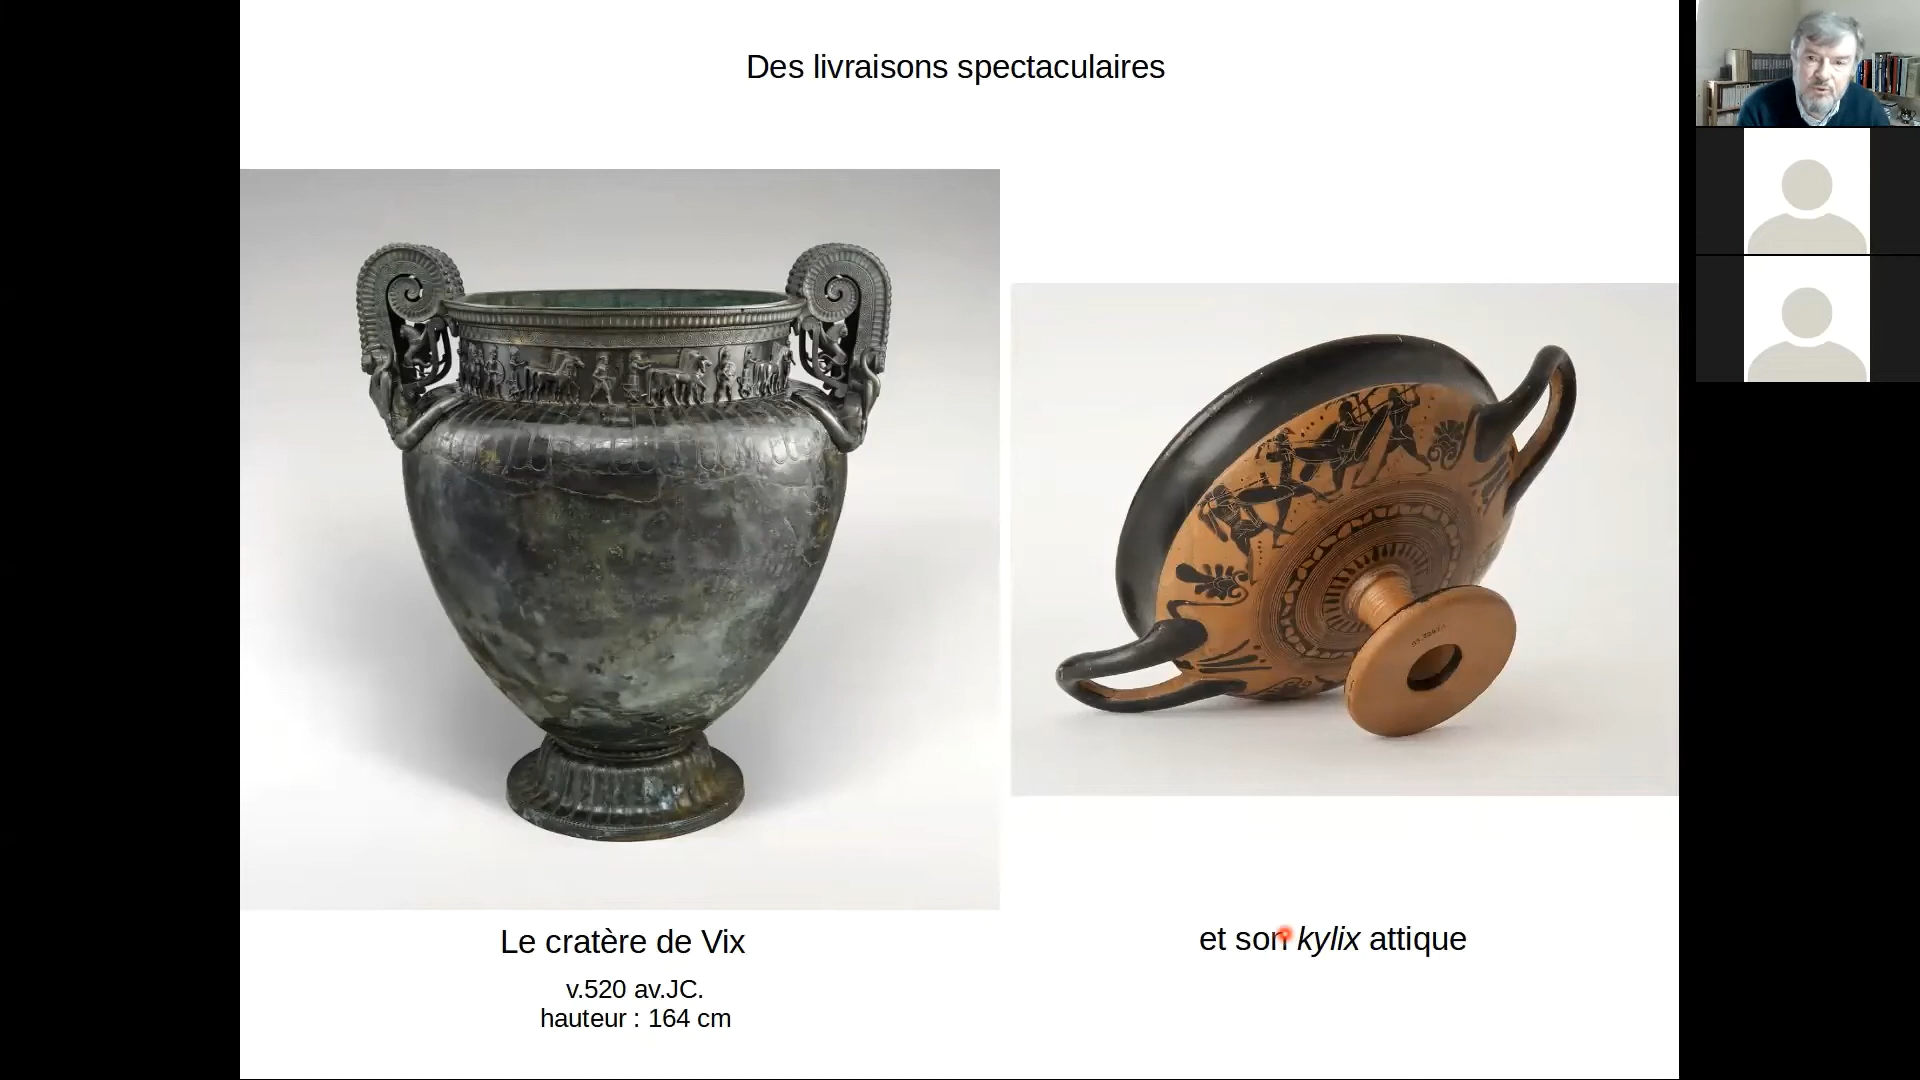 Des livraisons spectaculaires
Le cratère de Vix
v.520 av.JC.
hauteur : 164 cm
et son kylix attique